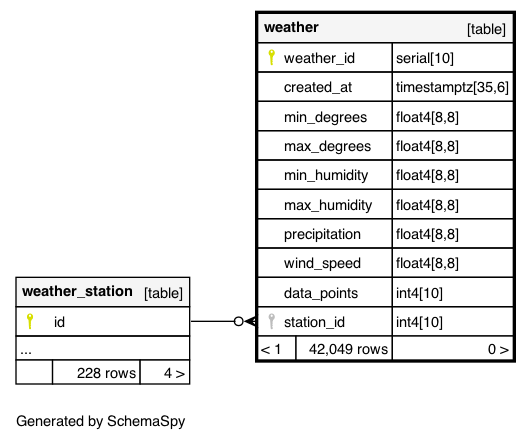 weather [table]
weather_id serial[10]
created_at timestamptz[35,6]
min_degrees float4[8,8]
max_degrees float4[8,8]
min_humidity float4[8,8]
max_humidity float4[8,8]
precipitation float4[8,8]
wind_speed float4[8,8]
data_points int4[10]
station_id int4[10]
< 1 42,049 rows 0 >
weather_station [table]
id
...
228 rows 4 >
Generated by SchemaSpy